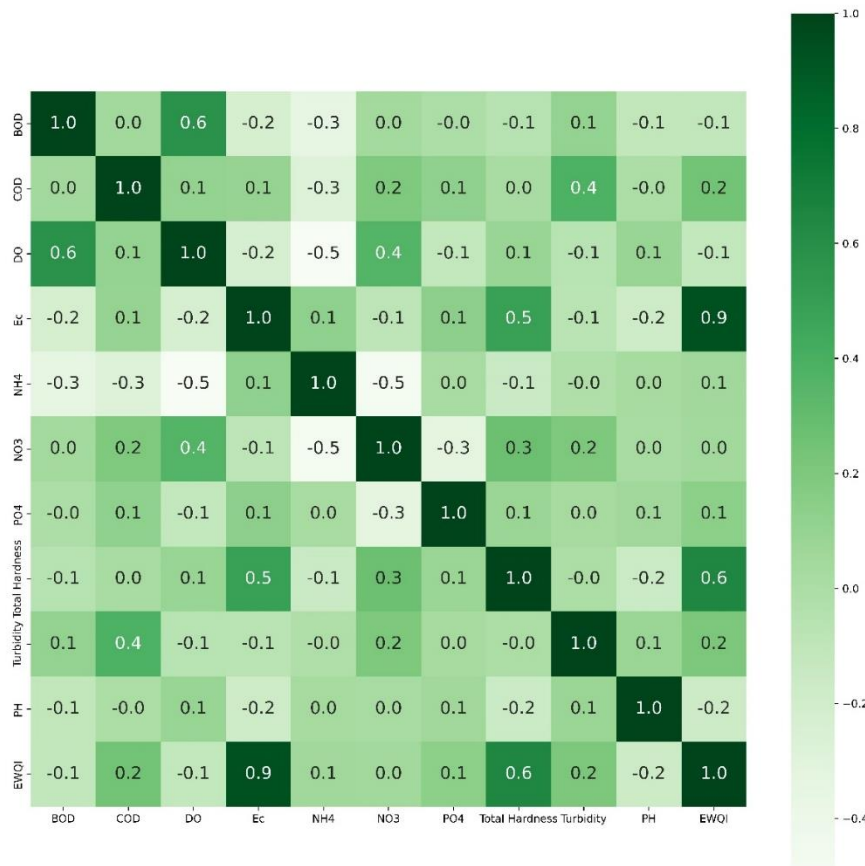 1.0
BOD 1.0 0.0 0.6 -0.2 -0.3 0.0 -0.0 -0.1 0.1 -0.1 -0.1
0.8
COD 0.0 1.0 0.1 0.1 -0.3 0.2 0.1 0.0 0.4 -0.0 0.2
DO 0.6 0.1 1.0 -0.2 -0.5 0.4 -0.1 0.1 -0.1 0.1 -0.1
0.6
Ec -0.2 0.1 -0.2 1.0 0.1 -0.1 0.1 0.5 -0.1 -0.2 0.9
0.4
NH4 -0.3 -0.3 -0.5 0.1 1.0 -0.5 0.0 -0.1 -0.0 0.0 0.1
NO3 0.0 0.2 0.4 -0.1 -0.5 1.0 -0.3 0.3 0.2 0.0 0.0
0.2
PO4 -0.0 0.1 -0.1 0.1 0.0 -0.3 1.0 0.1 0.0 0.1 0.1
Total Hardness -0.1 0.0 0.1 0.5 -0.1 0.3 0.1 1.0 -0.0 -0.2 0.6
0.0
Turbidity 0.1 0.4 -0.1 -0.1 -0.0 0.2 0.0 -0.0 1.0 0.1 0.2
PH -0.1 -0.0 0.1 -0.2 0.0 0.0 0.1 -0.2 0.1 1.0 -0.2
−0.2
EWQI -0.1 0.2 -0.1 0.9 0.1 0.0 0.1 0.6 0.2 -0.2 1.0
BOD COD DO Ec NH4 NO3 PO4 Total Hardness Turbidity PH EWQI
−0.4